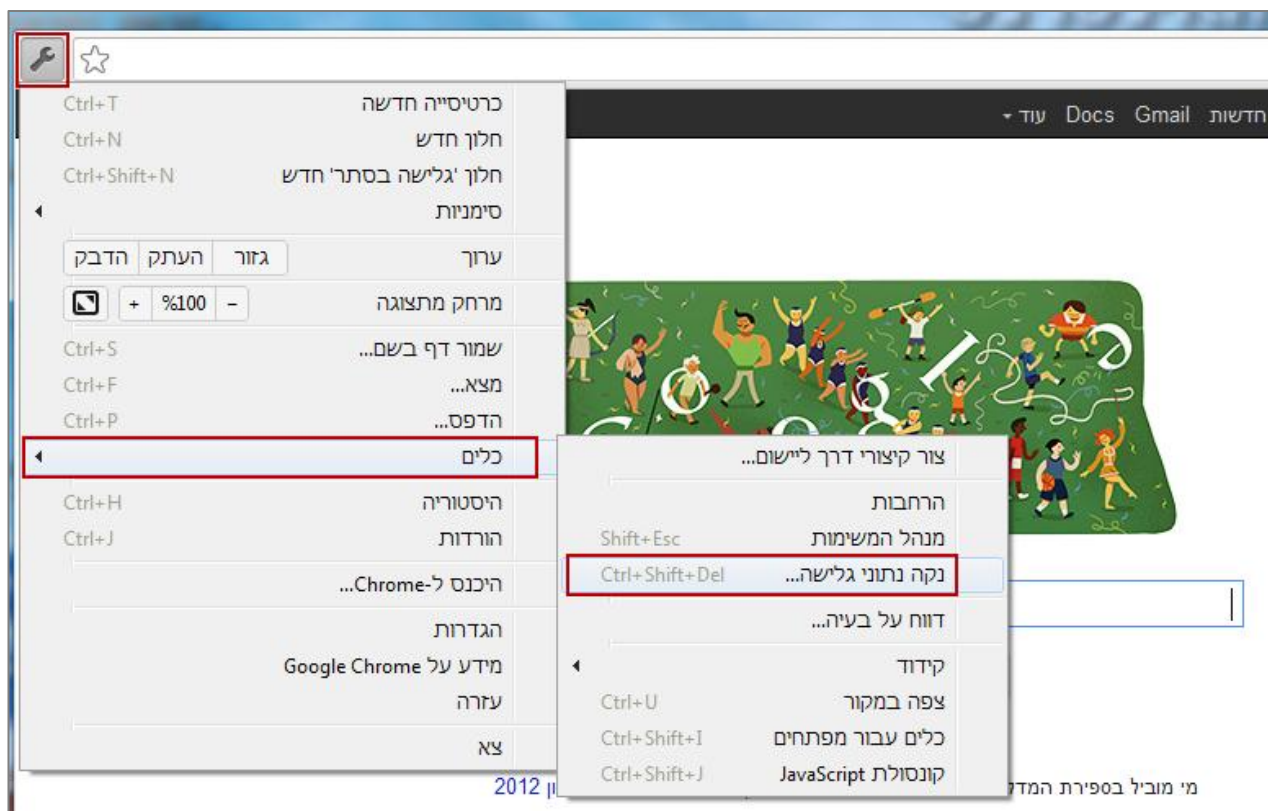 חדשות Gmail Docs עוד
כרטיסייה חדשה Ctrl+T
חלון חדש Ctrl+N
חלון 'גלישה בסתר' חדש Ctrl+Shift+N
סימניות
ערוך גזור העתק הדבק
מרחק מתצוגה - %100 +
שמור דף בשם... Ctrl+S
מצא... Ctrl+F
הדפס... Ctrl+P
כלים
היסטוריה Ctrl+H
הורדות Ctrl+J
היכנס ל-Chrome...
הגדרות
מידע על Google Chrome
עזרה
צא
צור קיצורי דרך ליישום...
הרחבות
מנהל המשימות Shift+Esc
נקה נתוני גלישה... Ctrl+Shift+Del
דווח על בעיה...
קידוד
צפה במקור Ctrl+U
כלים עבור מפתחים Ctrl+Shift+I
קונסולת JavaScript Ctrl+Shift+J
מי מוביל בספירת 2012